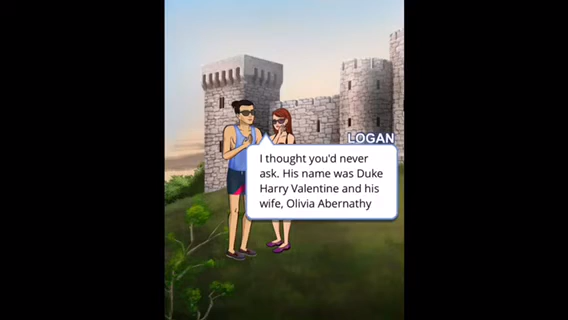 LOGAN
I thought you'd never
ask. His name was Duke
Harry Valentine and his
wife, Olivia Abernathy